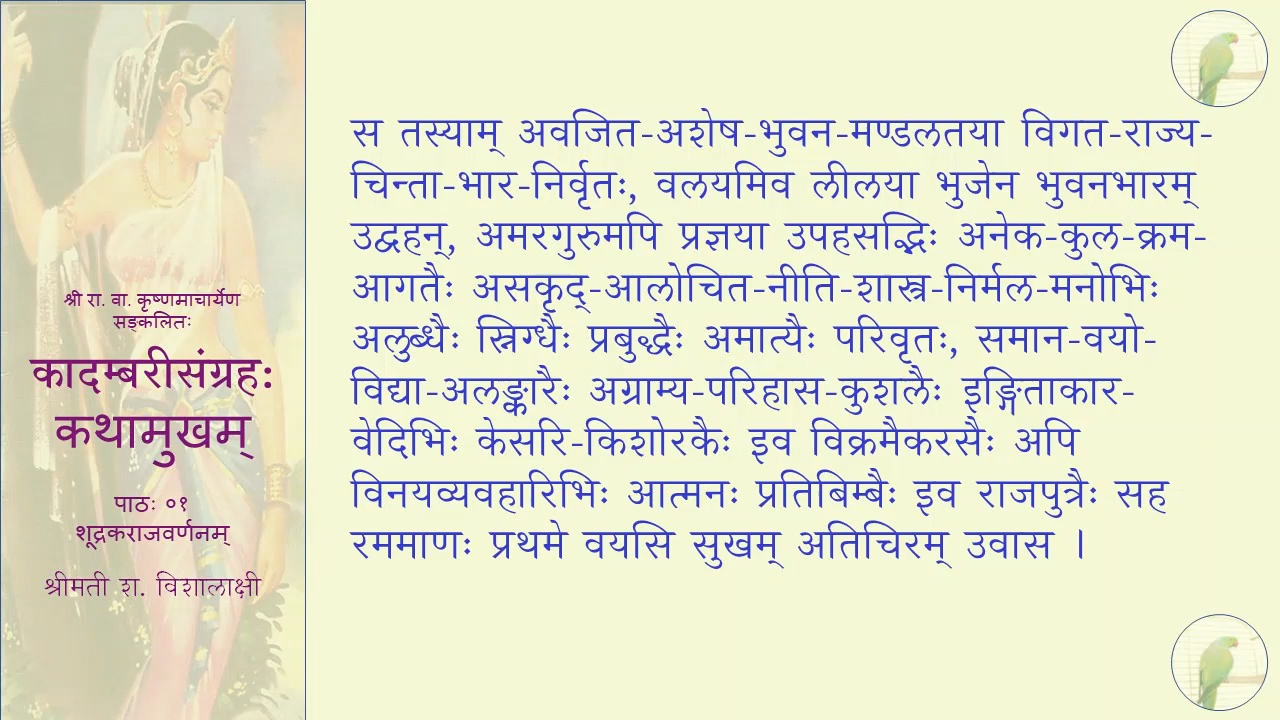 श्री रा. वा. कृष्णमाचार्येण
सङ्कलितः
कादम्बरीसंग्रहः
कथामुखम्
पाठः ०१
शूद्रकराजवर्णनम्
श्रीमती श. विशालाक्षी
स तस्याम् अवजित-अशेष-भुवन-मण्डलतया विगत-राज्य-
चिन्ता-भार-निर्वृतः, वलयमिव लीलया भुजेन भुवनभारम्
उद्वहन्, अमरगुरुमपि प्रज्ञया उपहसद्भिः अनेक-कुल-क्रम-
आगतैः असकृद्-आलोचित-नीति-शास्त्र-निर्मल-मनोभिः
अलुब्धैः स्निग्धैः प्रबुद्धैः अमात्यैः परिवृतः, समान-वयो-
विद्या-अलङ्कारैः अग्राम्य-परिहास-कुशलैः इङ्गिताकार-
वेदिभिः केसरि-किशोरकैः इव विक्रमैकरसैः अपि
विनयव्यवहारिभिः आत्मनः प्रतिबिम्बैः इव राजपुत्रैः सह
रममाणः प्रथमे वयसि सुखम् अतिचिरम् उवास ।